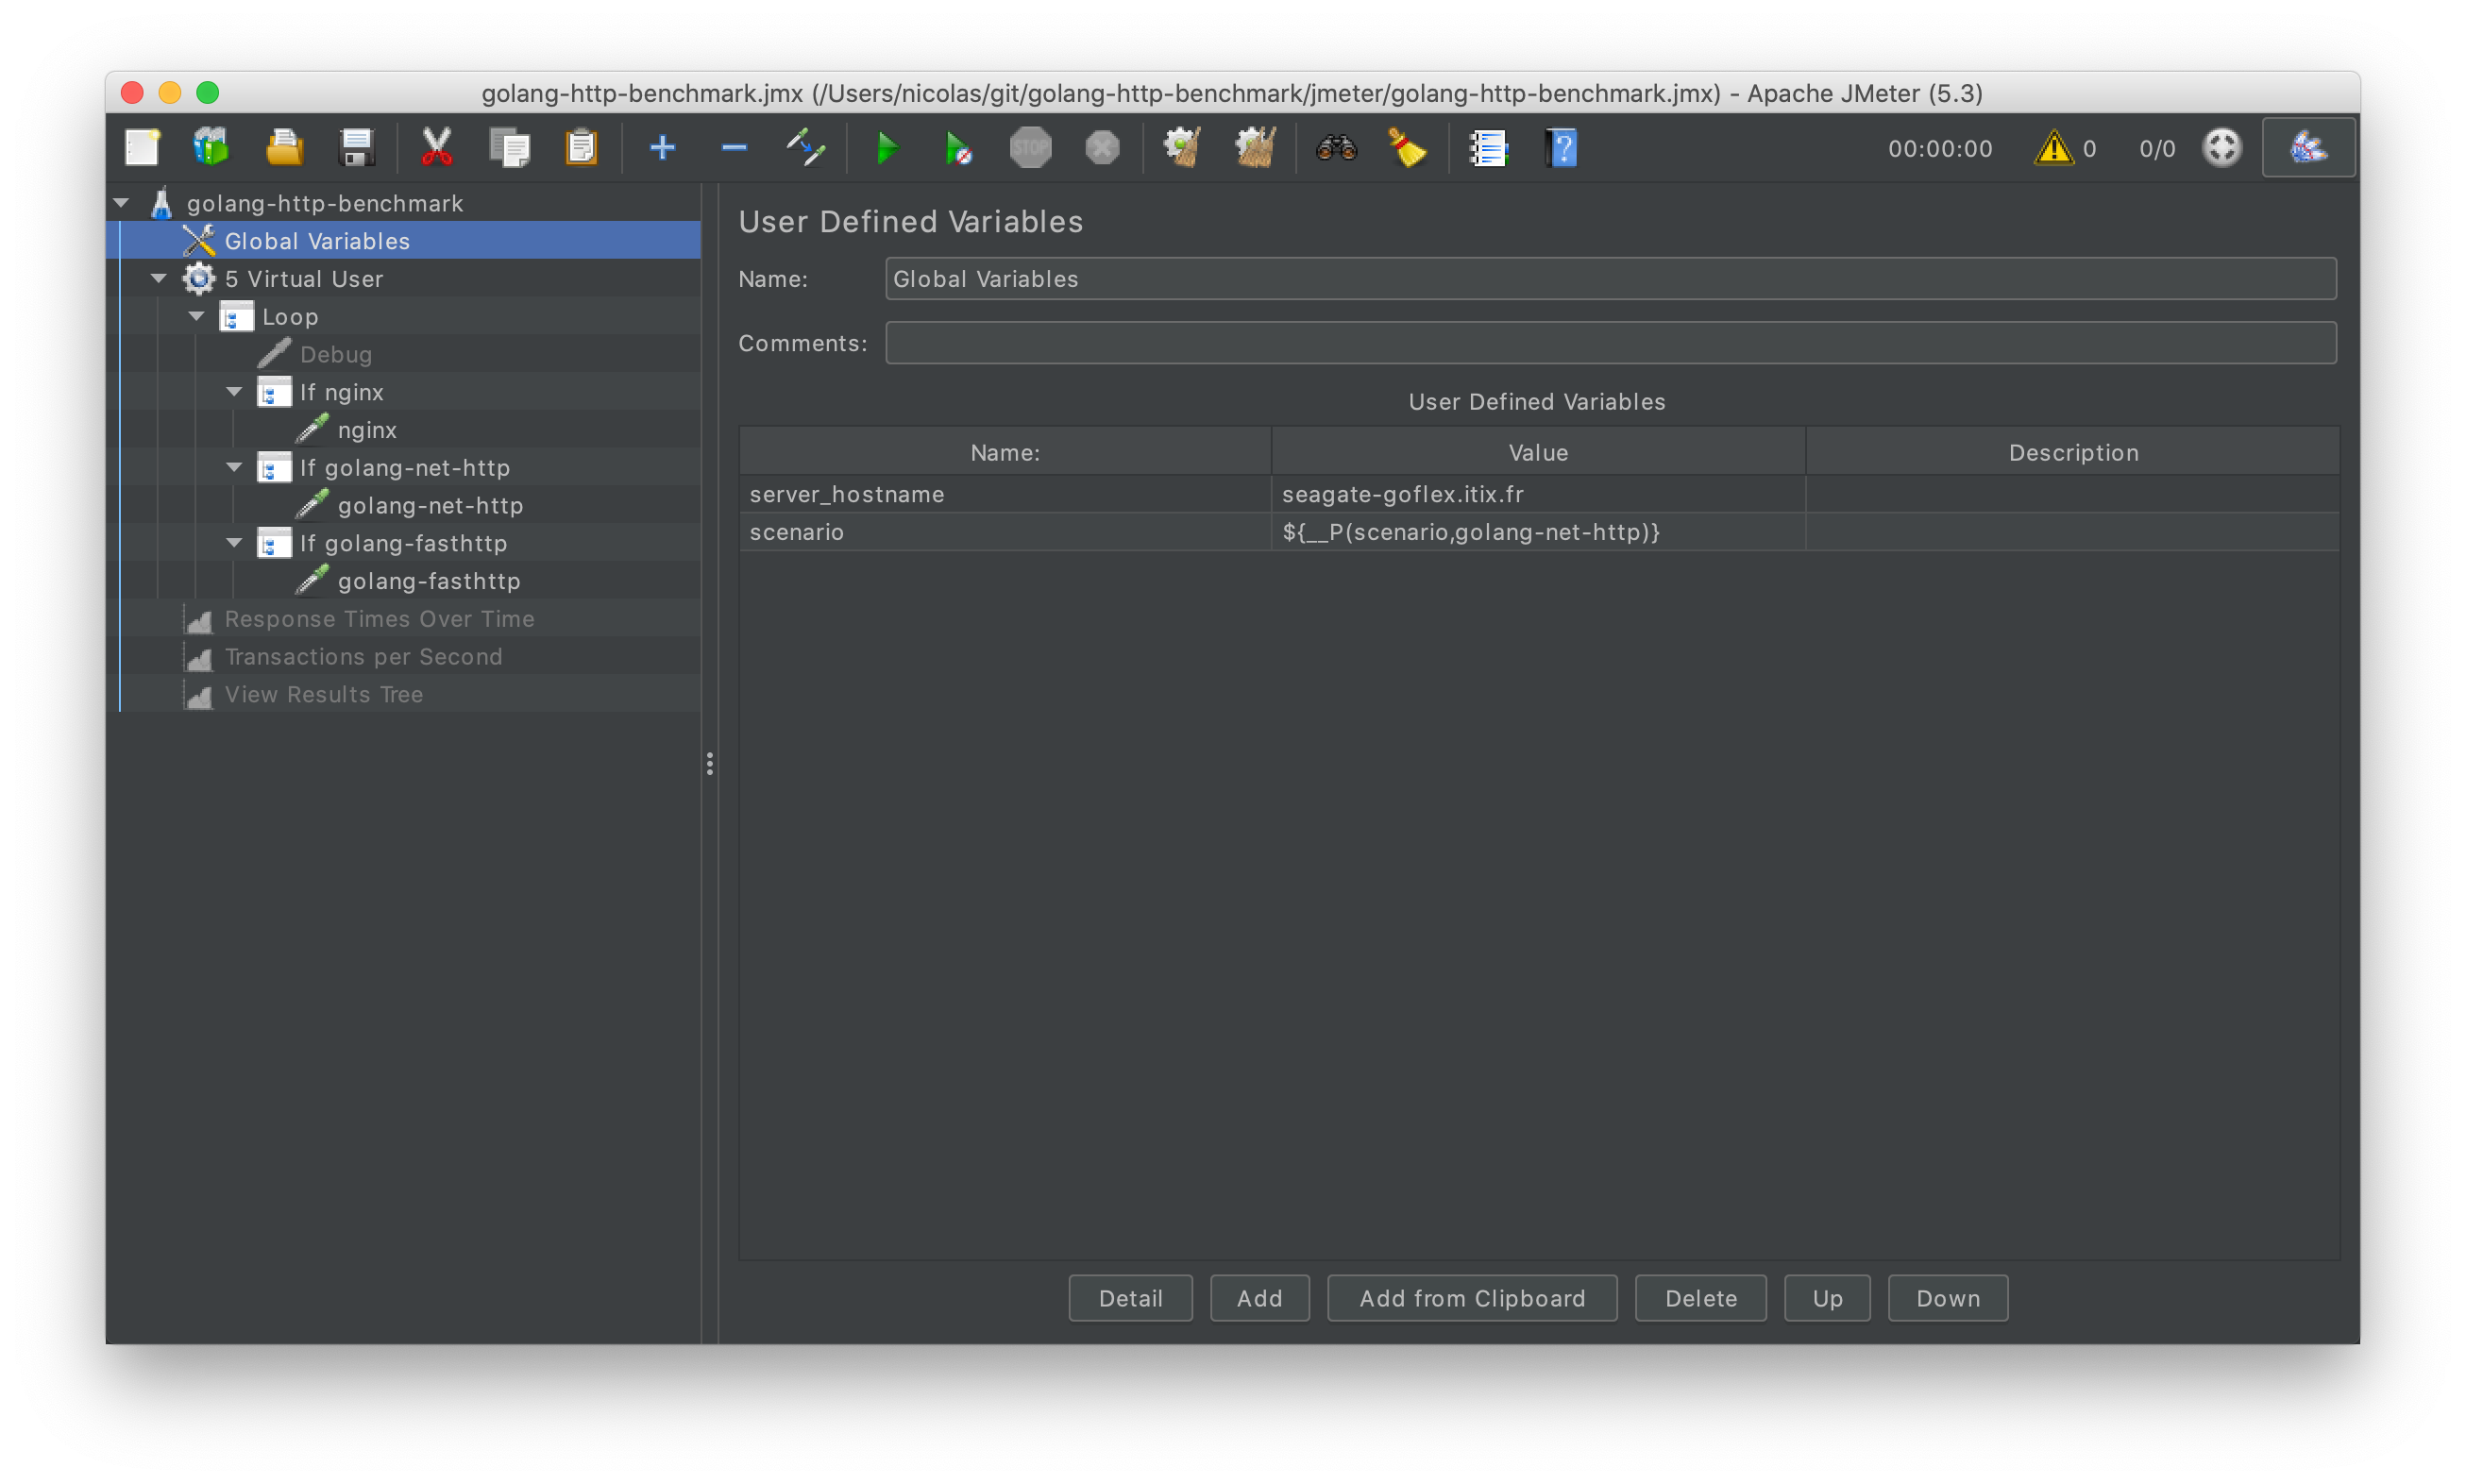 golang-http-benchmark.jmx (/Users/nicolas/git/golang-http-benchmark/jmeter/golang-http-benchmark.jmx) - Apache JMeter (5.3)
STOP
?
00:00:00
0
0/0
golang-http-benchmark
Global Variables
5 Virtual User
Loop
Debug
If nginx
nginx
If golang-net-http
golang-net-http
If golang-fasthttp
golang-fasthttp
Response Times Over Time
Transactions per Second
View Results Tree
User Defined Variables
Name: Global Variables
Comments:
User Defined Variables
Name: Value Description
server_hostname seagate-goflex.itix.fr
scenario ${__P(scenario,golang-net-http)}
Detail Add Add from Clipboard Delete Up Down